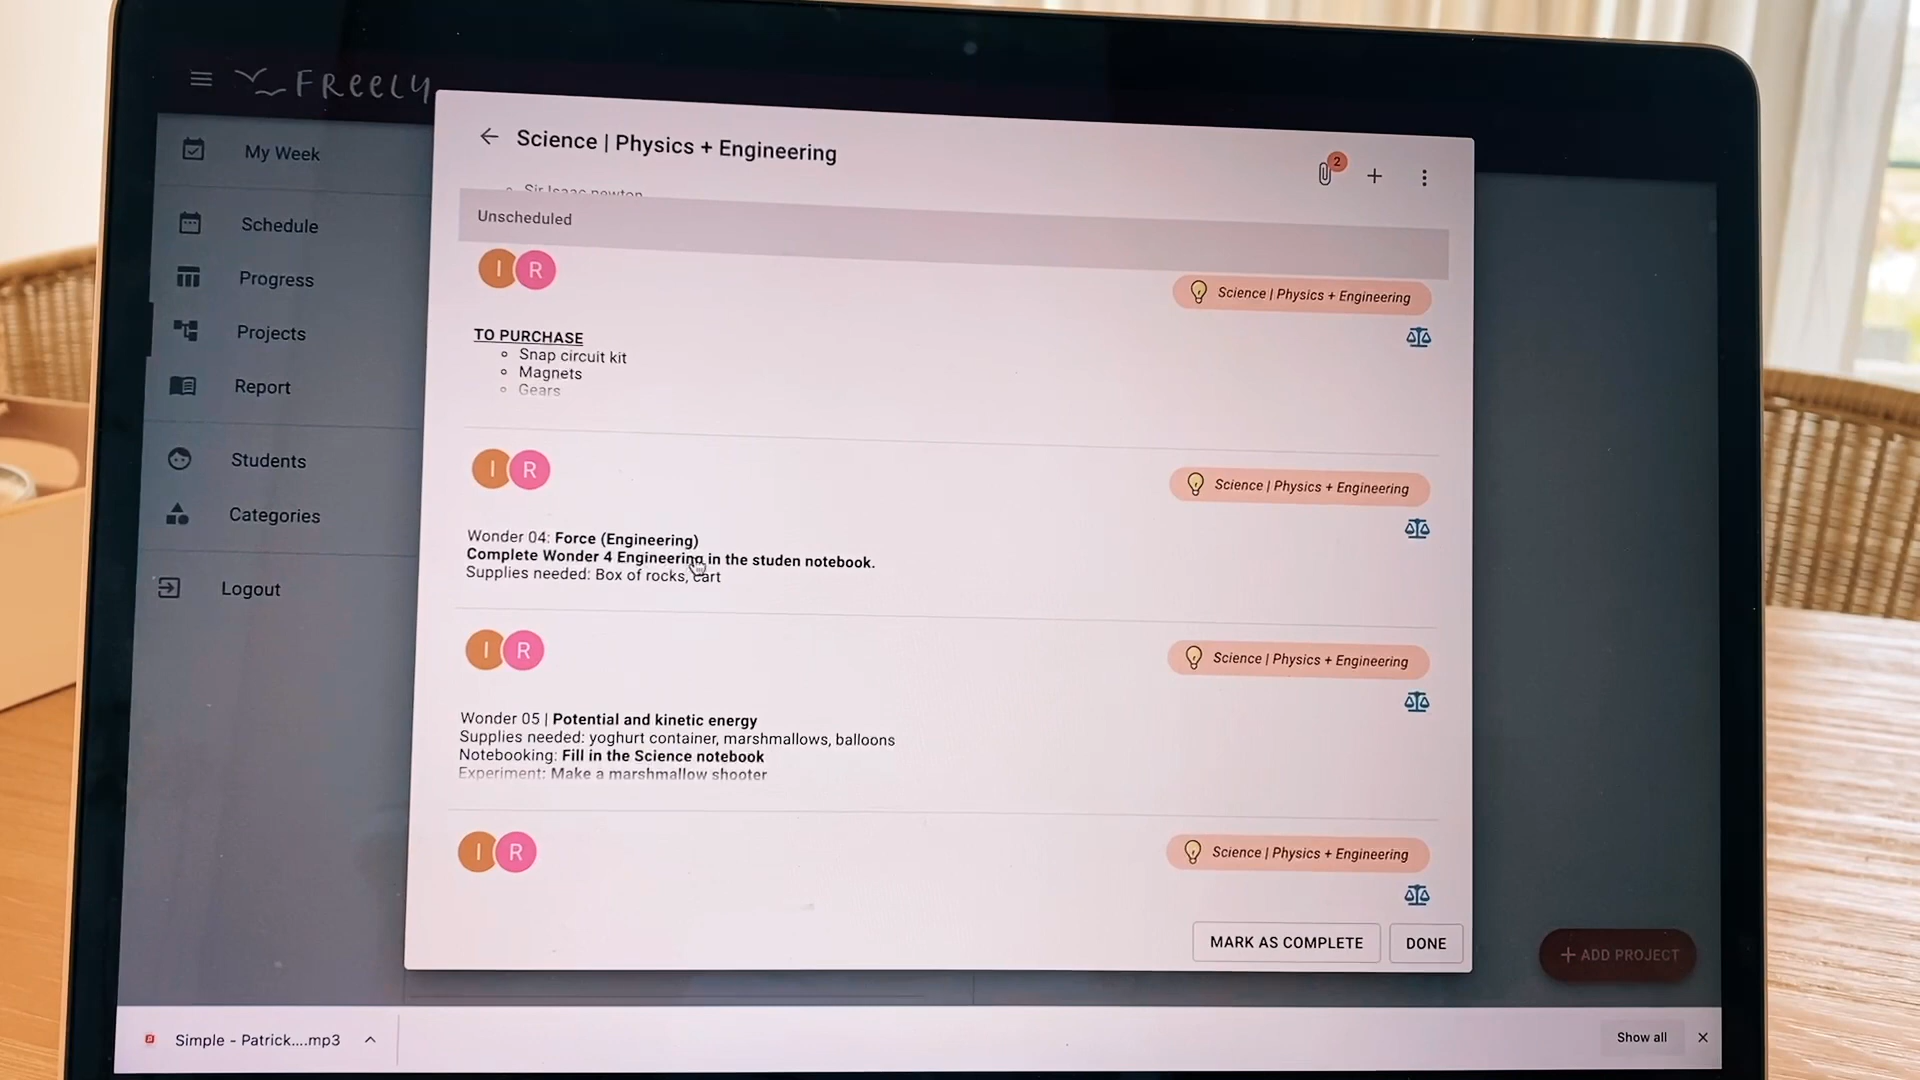 FREELY
My Week
Schedule
Progress
Projects
Report
Students
Categories
Logout
Science | Physics + Engineering
2
Sir Isaac newton
Unscheduled
I R
Science | Physics + Engineering
TO PURCHASE
Snap circuit kit
Magnets
Gears
I R
Science | Physics + Engineering
Wonder 04: Force (Engineering)
Complete Wonder 4 Engineering in the studen notebook.
Supplies needed: Box of rocks, cart
I R
Science | Physics + Engineering
Wonder 05 | Potential and kinetic energy
Supplies needed: yoghurt container, marshmallows, balloons
Notebooking: Fill in the Science notebook
Experiment: Make a marshmallow shooter
I R
Science | Physics + Engineering
MARK AS COMPLETE
DONE
+ ADD PROJECT
Simple - Patrick....mp3
Show all